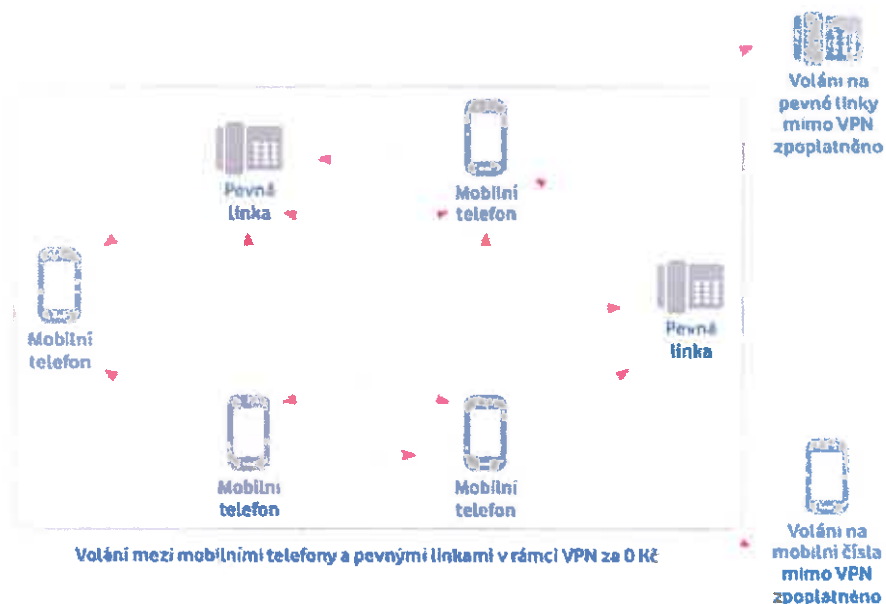 Volání na
pevné linky
mimo VPN
zpoplatněno
Pevná
linka
Mobilní
telefon
Mobilní
telefon
Pevná
linka
Mobilní
telefon
Mobilní
telefon
Volání na
mobilní čísla
mimo VPN
zpoplatněno
Volání mezi mobilními telefony a pevnými linkami v rámci VPN za 0 Kč